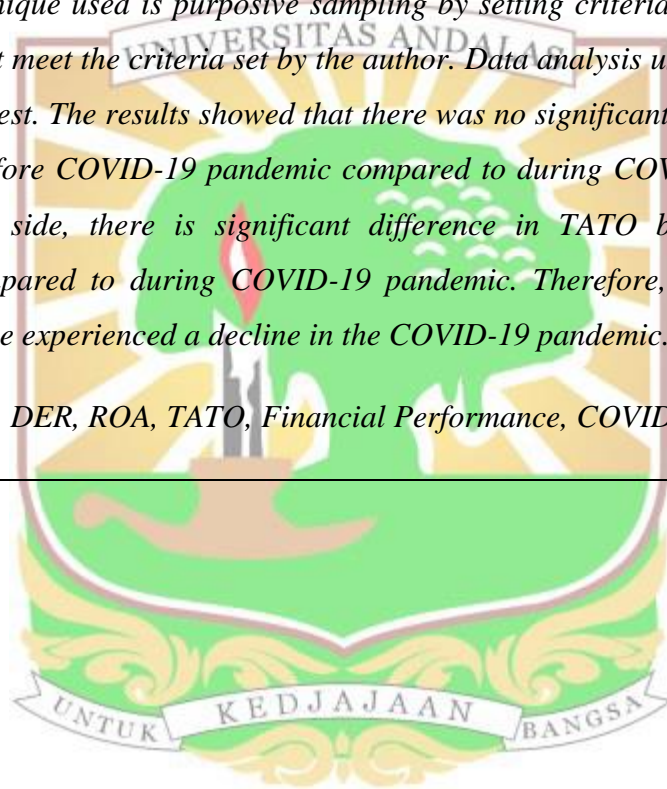 nique used is purposive sampling by setting criteria
UNIVERSITAS ANDALAS
t meet the criteria set by the author. Data analysis u
est. The results showed that there was no significant
fore COVID-19 pandemic compared to during COV
side, there is significant difference in TATO b
pared to during COVID-19 pandemic. Therefore,
e experienced a decline in the COVID-19 pandemic.
DER, ROA, TATO, Financial Performance, COVID
UNTUK KEDJAJAAN BANGSA